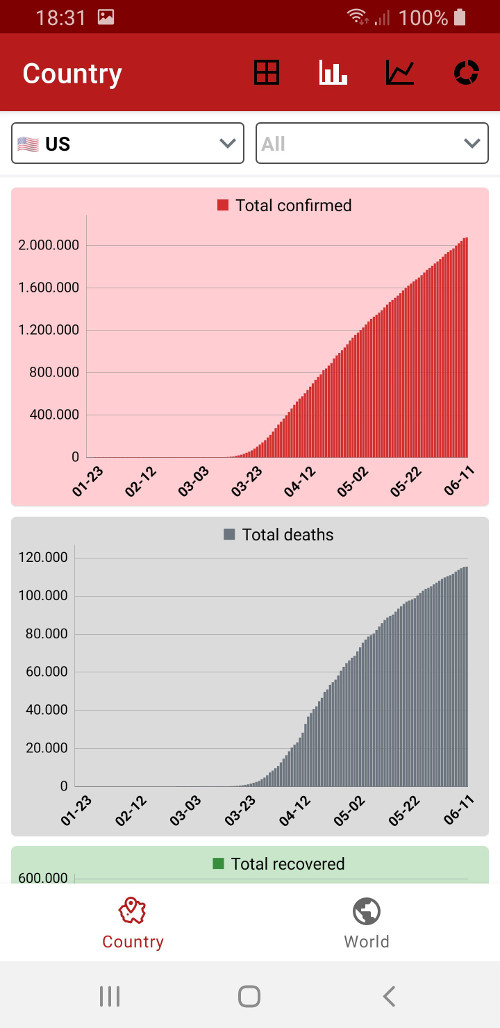 18:31 100%
Country
US All
Total confirmed
2.000.000
1.600.000
1.200.000
800.000
400.000
0
01-23 02-12 03-03 03-23 04-12 05-02 05-22 06-11
Total deaths
120.000
100.000
80.000
60.000
40.000
20.000
0
01-23 02-12 03-03 03-23 04-12 05-02 05-22 06-11
Total recovered
600.000
Country World